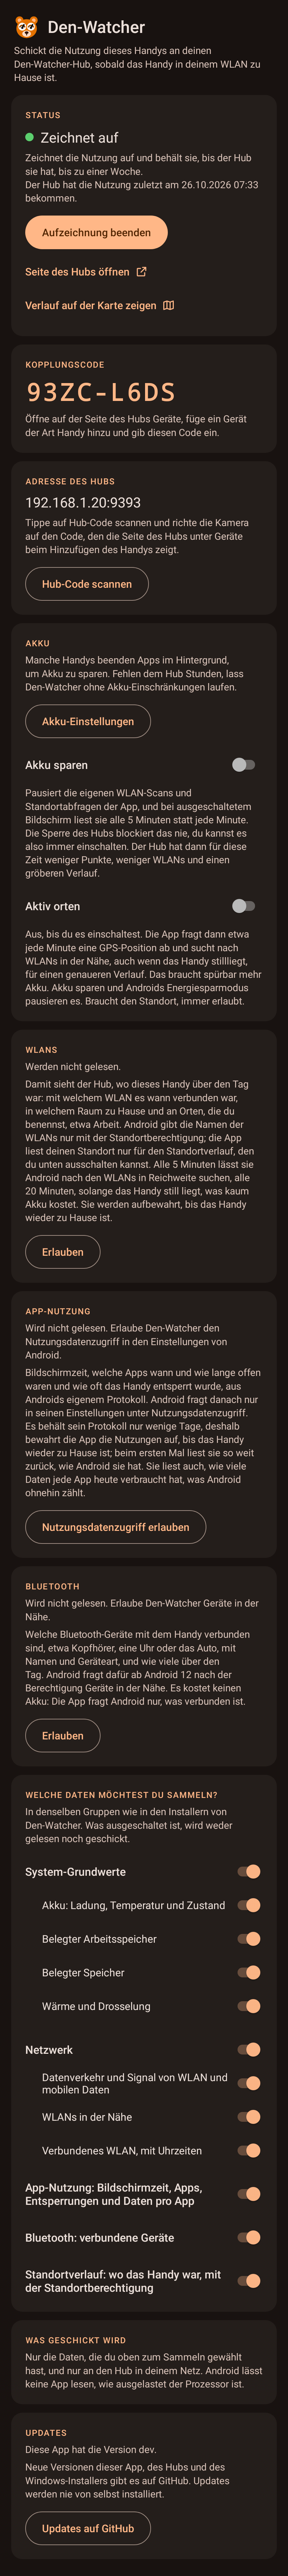 Den-Watcher
Schickt die Nutzung dieses Handys an deinen
Den-Watcher-Hub, sobald das Handy in deinem WLAN zu
Hause ist.
STATUS
Zeichnet auf
Zeichnet die Nutzung auf und behält sie, bis der Hub
sie hat, bis zu einer Woche.
Der Hub hat die Nutzung zuletzt am 26.10.2026 07:33
bekommen.
Aufzeichnung beenden
Seite des Hubs öffnen
Verlauf auf der Karte zeigen
KOPPLUNGSCODE
93ZC-L6DS
Öffne auf der Seite des Hubs Geräte, füge ein Gerät
der Art Handy hinzu und gib diesen Code ein.
ADRESSE DES HUBS
192.168.1.20:9393
Tippe auf Hub-Code scannen und richte die Kamera
auf den Code, den die Seite des Hubs unter Geräte
beim Hinzufügen des Handys zeigt.
Hub-Code scannen
AKKU
Manche Handys beenden Apps im Hintergrund,
um Akku zu sparen. Fehlen dem Hub Stunden, lass
Den-Watcher ohne Akku-Einschränkungen laufen.
Akku-Einstellungen
Akku sparen
Pausiert die eigenen WLAN-Scans und
Standortabfragen der App, und bei ausgeschaltetem
Bildschirm liest sie alle 5 Minuten statt jede Minute.
Die Sperre des Hubs blockiert das nie, du kannst es
also immer einschalten. Der Hub hat dann für diese
Zeit weniger Punkte, weniger WLANs und einen
gröberen Verlauf.
Aktiv orten
Aus, bis du es einschaltest. Die App fragt dann etwa
jede Minute eine GPS-Position ab und sucht nach
WLANs in der Nähe, auch wenn das Handy stillliegt,
für einen genaueren Verlauf. Das braucht spürbar mehr
Akku. Akku sparen und Androids Energiesparmodus
pausieren es. Braucht den Standort, immer erlaubt.
WLANS
Werden nicht gelesen.
Damit sieht der Hub, wo dieses Handy über den Tag
war: mit welchem WLAN es wann verbunden war,
in welchem Raum zu Hause und an Orten, die du
benennst, etwa Arbeit. Android gibt die Namen der
WLANs nur mit der Standortberechtigung; die App
liest deinen Standort nur für den Standortverlauf, den
du unten ausschalten kannst. Alle 5 Minuten lässt sie
Android nach den WLANs in Reichweite suchen, alle
20 Minuten, solange das Handy still liegt, was kaum
Akku kostet. Sie werden aufbewahrt, bis das Handy
wieder zu Hause ist.
Erlauben
APP-NUTZUNG
Wird nicht gelesen. Erlaube Den-Watcher den
Nutzungsdatenzugriff in den Einstellungen von
Android.
Bildschirmzeit, welche Apps wann und wie lange offen
waren und wie oft das Handy entsperrt wurde, aus
Androids eigenem Protokoll. Android fragt danach nur
in seinen Einstellungen unter Nutzungsdatenzugriff.
Es behält sein Protokoll nur wenige Tage, deshalb
bewahrt die App die Nutzungen auf, bis das Handy
wieder zu Hause ist; beim ersten Mal liest sie so weit
zurück, wie Android sie hat. Sie liest auch, wie viele
Daten jede App heute verbraucht hat, was Android
ohnehin zählt.
Nutzungsdatenzugriff erlauben
BLUETOOTH
Wird nicht gelesen. Erlaube Den-Watcher Geräte in der
Nähe.
Welche Bluetooth-Geräte mit dem Handy verbunden
sind, etwa Kopfhörer, eine Uhr oder das Auto, mit
Namen und Geräteart, und wie viele über den
Tag. Android fragt dafür ab Android 12 nach der
Berechtigung Geräte in der Nähe. Es kostet keinen
Akku: Die App fragt Android nur, was verbunden ist.
Erlauben
WELCHE DATEN MÖCHTEST DU SAMMELN?
In denselben Gruppen wie in den Installern von
Den-Watcher. Was ausgeschaltet ist, wird weder
gelesen noch geschickt.
System-Grundwerte
Akku: Ladung, Temperatur und Zustand
Belegter Arbeitsspeicher
Belegter Speicher
Wärme und Drosselung
Netzwerk
Datenverkehr und Signal von WLAN und
mobilen Daten
WLANs in der Nähe
Verbundenes WLAN, mit Uhrzeiten
App-Nutzung: Bildschirmzeit, Apps,
Entsperrungen und Daten pro App
Bluetooth: verbundene Geräte
Standortverlauf: wo das Handy war, mit
der Standortberechtigung
WAS GESCHICKT WIRD
Nur die Daten, die du oben zum Sammeln gewählt
hast, und nur an den Hub in deinem Netz. Android lässt
keine App lesen, wie ausgelastet der Prozessor ist.
UPDATES
Diese App hat die Version dev.
Neue Versionen dieser App, des Hubs und des
Windows-Installers gibt es auf GitHub. Updates
werden nie von selbst installiert.
Updates auf GitHub